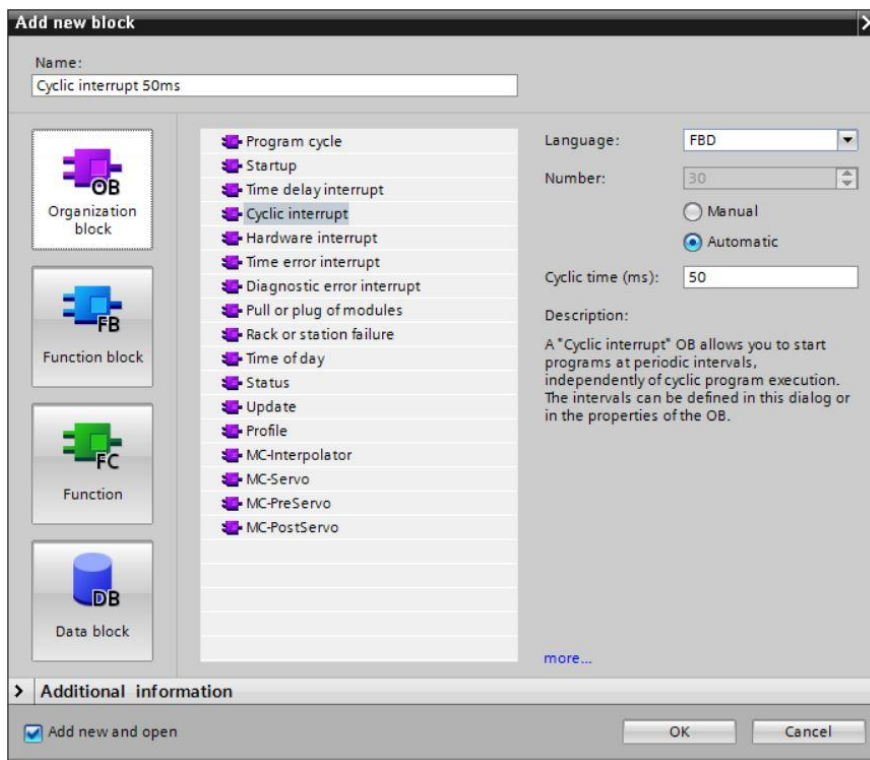 Add new block
Name:
Cyclic interrupt 50ms
OB
Organization
block
FB
Function block
FC
Function
DB
Data block
Program cycle
Startup
Time delay interrupt
Cyclic interrupt
Hardware interrupt
Time error interrupt
Diagnostic error interrupt
Pull or plug of modules
Rack or station failure
Time of day
Status
Update
Profile
MC-Interpolator
MC-Servo
MC-PreServo
MC-PostServo
Language:
FBD
Number:
30
Manual
Automatic
Cyclic time (ms):
50
Description:
A "Cyclic interrupt" OB allows you to start
programs at periodic intervals,
independently of cyclic program execution.
The intervals can be defined in this dialog or
in the properties of the OB.
more...
Additional information
Add new and open
OK
Cancel